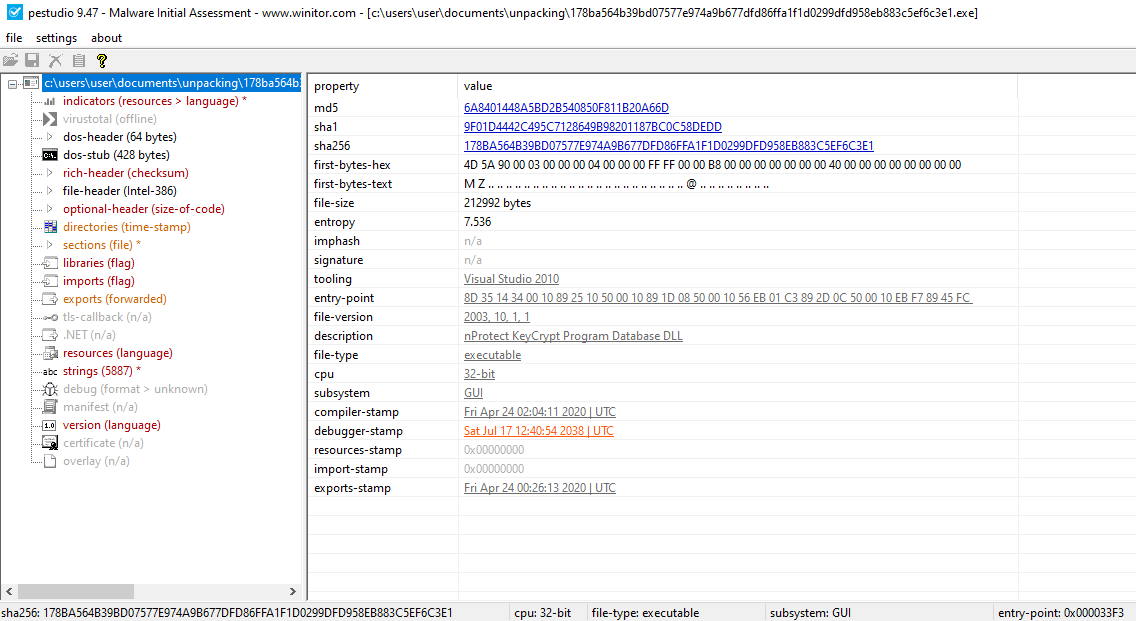 pestudio 9.47 - Malware Initial Assessment - www.winitor.com - [c:\users\user\documents\unpacking\178ba564b39bd07577e974a9b677dfd86ffa1f1d0299dfd958eb883c5ef6c3e1.exe]
file settings about
c:\users\user\documents\unpacking\178ba564b3
indicators (resources > language) *
virustotal (offline)
dos-header (64 bytes)
dos-stub (428 bytes)
rich-header (checksum)
file-header (Intel-386)
optional-header (size-of-code)
directories (time-stamp)
sections (file) *
libraries (flag)
imports (flag)
exports (forwarded)
tls-callback (n/a)
.NET (n/a)
resources (language)
abc strings (5887) *
debug (format > unknown)
manifest (n/a)
1.0 version (language)
certificate (n/a)
overlay (n/a)
property value
md5 6A8401448A5BD2B540850F811B20A66D
sha1 9F01D4442C495C7128649B98201187BC0C58DEDD
sha256 178BA564B39BD07577E974A9B677DFD86FFA1F1D0299DFD958EB883C5EF6C3E1
first-bytes-hex 4D 5A 90 00 03 00 00 00 04 00 00 00 FF FF 00 00 B8 00 00 00 00 00 00 00 40 00 00 00 00 00 00 00
first-bytes-text M Z .. .. .. .. .. .. .. .. .. .. .. .. .. .. .. .. .. .. .. .. .. .. @ .. .. .. .. .. .. ..
file-size 212992 bytes
entropy 7.536
imphash n/a
signature n/a
tooling Visual Studio 2010
entry-point 8D 35 14 34 00 10 89 25 10 50 00 10 89 1D 08 50 00 10 56 EB 01 C3 89 2D 0C 50 00 10 EB F7 89 45 FC
file-version 2003, 10, 1, 1
description nProtect KeyCrypt Program Database DLL
file-type executable
cpu 32-bit
subsystem GUI
compiler-stamp Fri Apr 24 02:04:11 2020 | UTC
debugger-stamp Sat Jul 17 12:40:54 2038 | UTC
resources-stamp 0x00000000
import-stamp 0x00000000
exports-stamp Fri Apr 24 00:26:13 2020 | UTC
sha256: 178BA564B39BD07577E974A9B677DFD86FFA1F1D0299DFD958EB883C5EF6C3E1 cpu: 32-bit file-type: executable subsystem: GUI entry-point: 0x000033F3